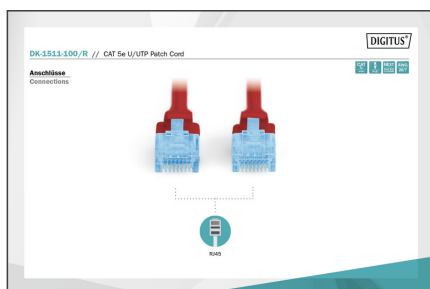 DIGITUS®
DK-1511-100/R // CAT 5e U/UTP Patch Cord
Anschlüsse
Connections
RJ45